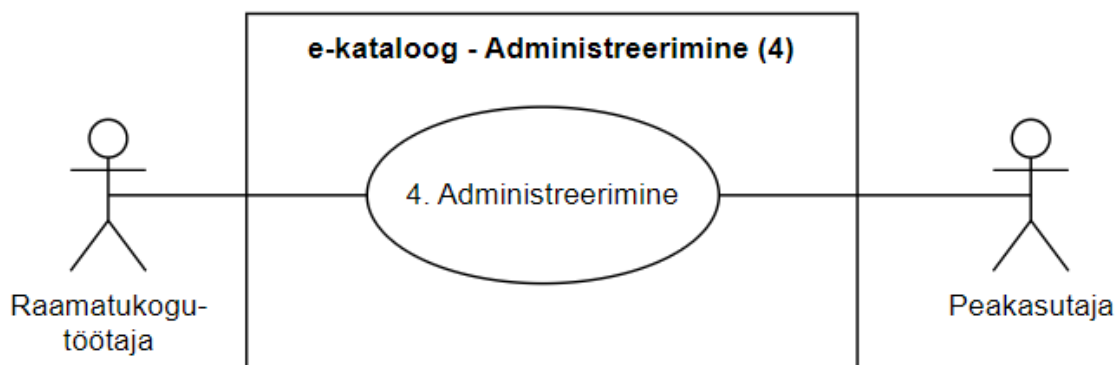 e-kataloog - Administreerimine (4)
4. Administreerimine
Raamatukogu-
töötaja
Peakasutaja